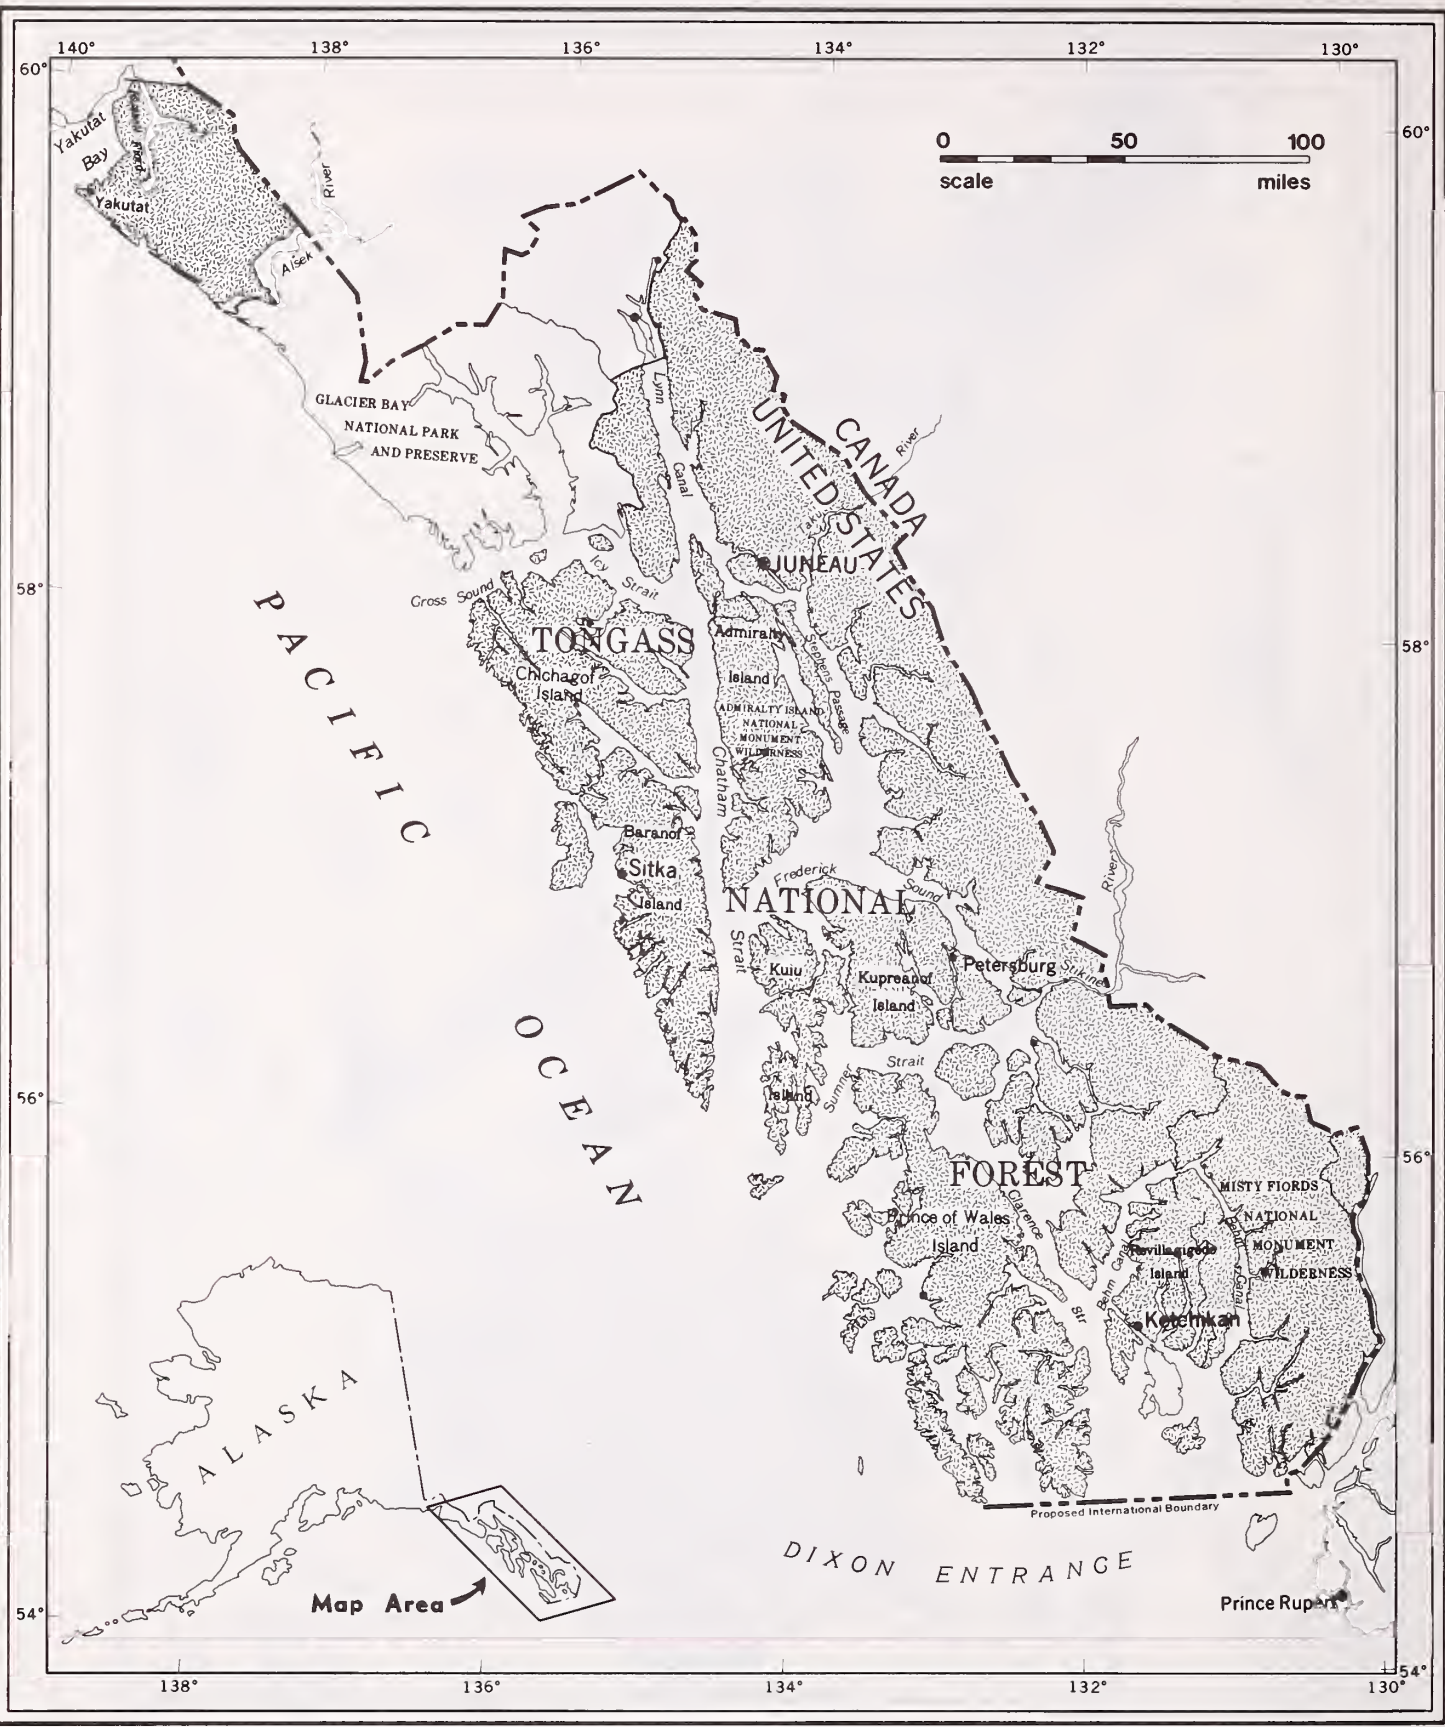 140° 138° 136° 134° 132° 130°
60°
60°
0 50 100
scale miles
Yakutat
Bay
Yakutat
River
Alsek
GLACIER BAY
NATIONAL PARK
AND PRESERVE
Lynn
Canal
CANADA
UNITED STATES
River
Taku
JUNEAU
58°
58°
Icy
Strait
Cross Sound
PACIFIC
OCEAN
TONGASS
NATIONAL
FOREST
Chichagof
Island
Admiralty
Island
ADMIRALTY ISLAND
NATIONAL
MONUMENT
WILDERNESS
Stephens Passage
Chatham
Strait
Baranof
Sitka
Island
Frederick
Sound
River
Stikine
Petersburg
Kuiu
Island
Kupreanof
Island
Sumner
Strait
56°
56°
Prince of Wales
Island
Clarence
Str
Behm Canal
Revillagigedo
Island
Ketchikan
Behm
Canal
MISTY FIORDS
NATIONAL
MONUMENT
WILDERNESS
Proposed International Boundary
DIXON ENTRANCE
Prince Rupert
ALASKA
Map Area
54°
54°
138° 136° 134° 132° 130°